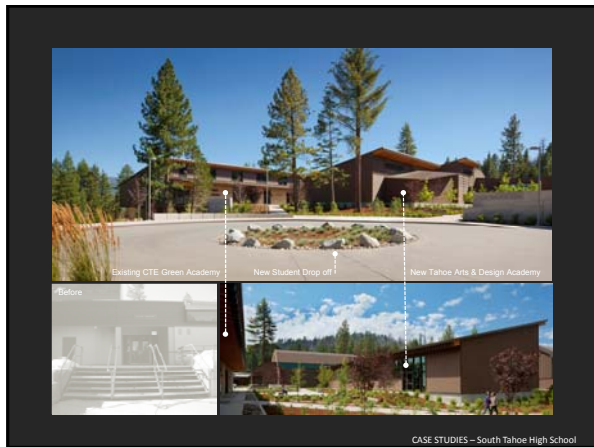 Existing CTE Green Academy
New Student Drop off
New Tahoe Arts & Design Academy
Before
CASE STUDIES – South Tahoe High School